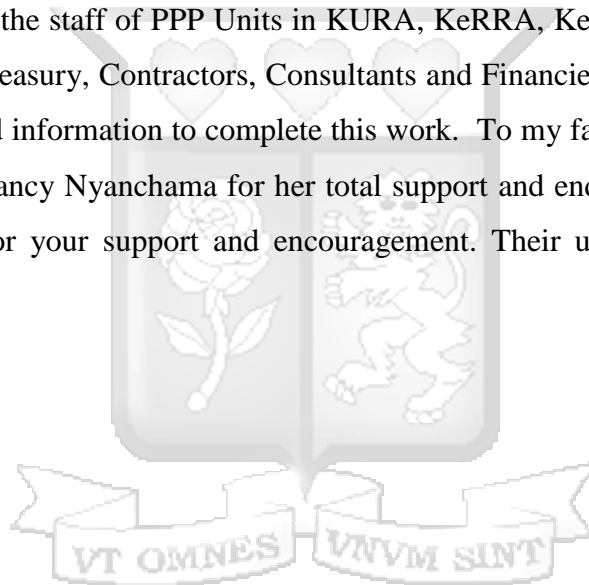 the staff of PPP Units in KURA, KeRRA, Ke
easury, Contractors, Consultants and Financie
d information to complete this work. To my fa
ancy Nyanchama for her total support and enc
or your support and encouragement. Their u
VT OMNES VNVM SINT